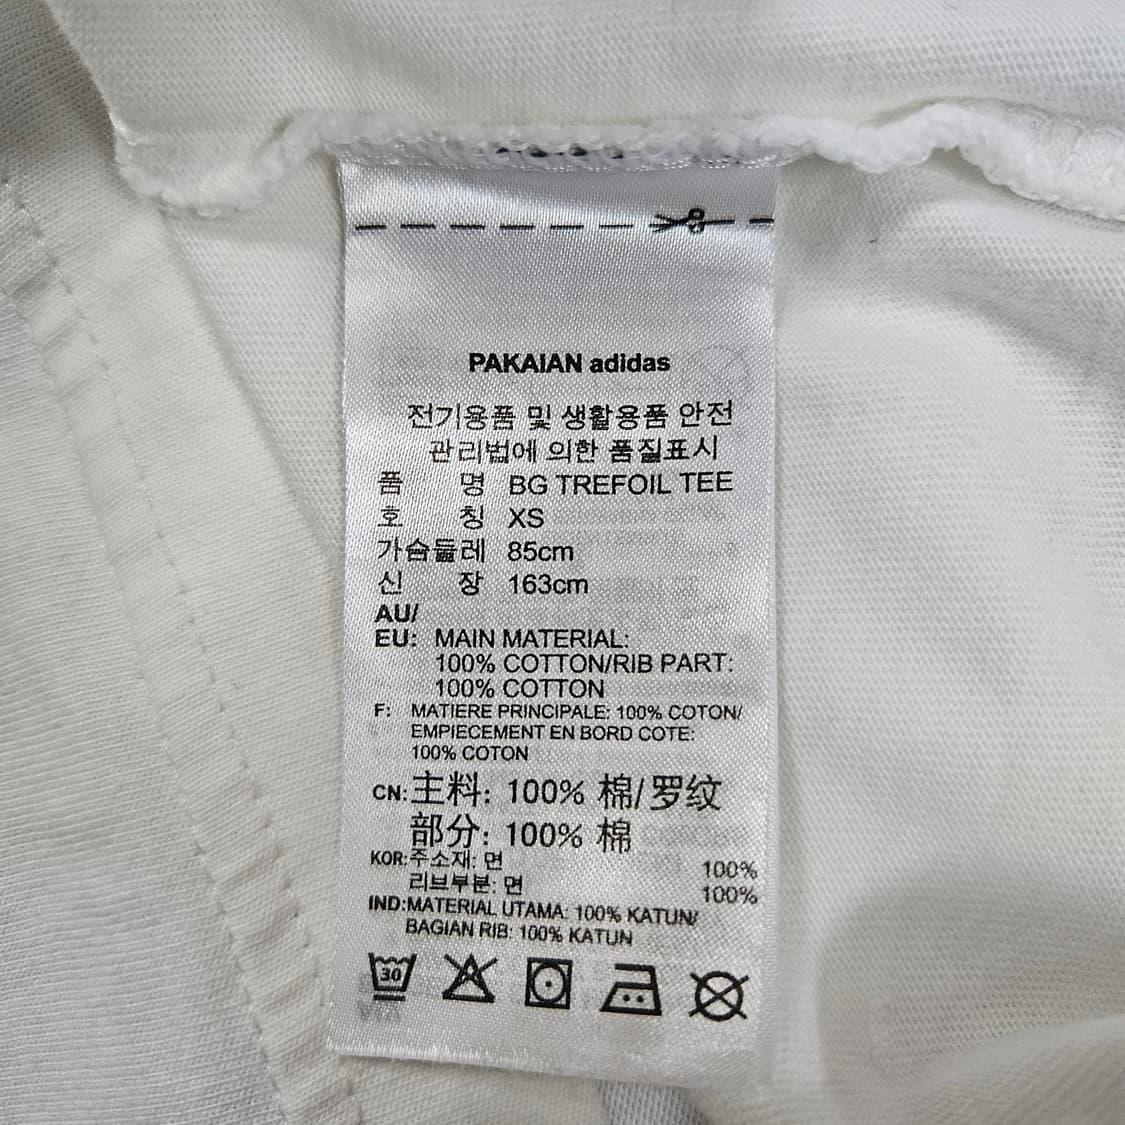 PAKAIAN adidas
전기용품 및 생활용품 안전
관리법에 의한 품질표시
품 명 BG TREFOIL TEE
호 칭 XS
가슴둘레 85cm
신 장 163cm
AU/
EU: MAIN MATERIAL:
100% COTTON/RIB PART:
100% COTTON
F: MATIERE PRINCIPALE: 100% COTON/
EMPIECEMENT EN BORD COTE:
100% COTON
CN: 主料: 100% 棉/罗纹
部分: 100% 棉
KOR: 주소재: 면 100%
리브부분: 면 100%
IND: MATERIAL UTAMA: 100% KATUN/
BAGIAN RIB: 100% KATUN
30